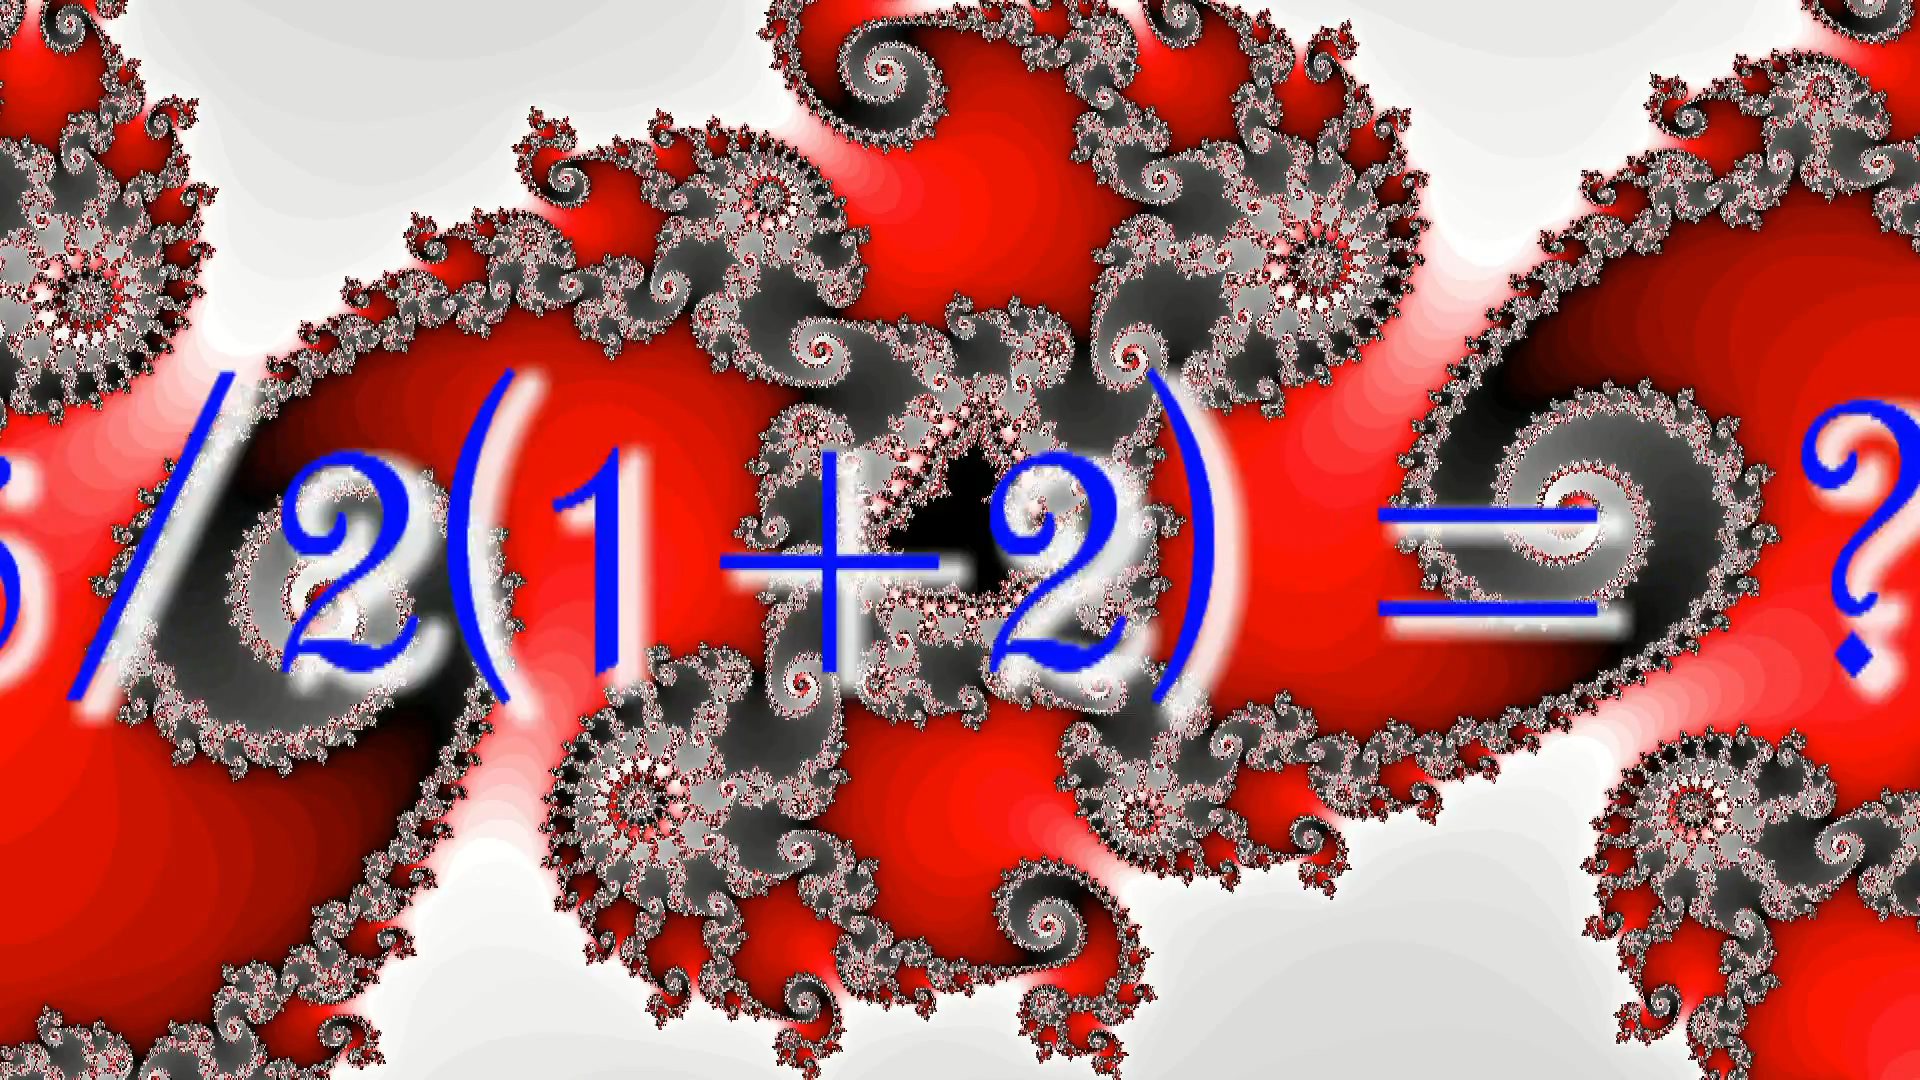 /2(1+2) = ?